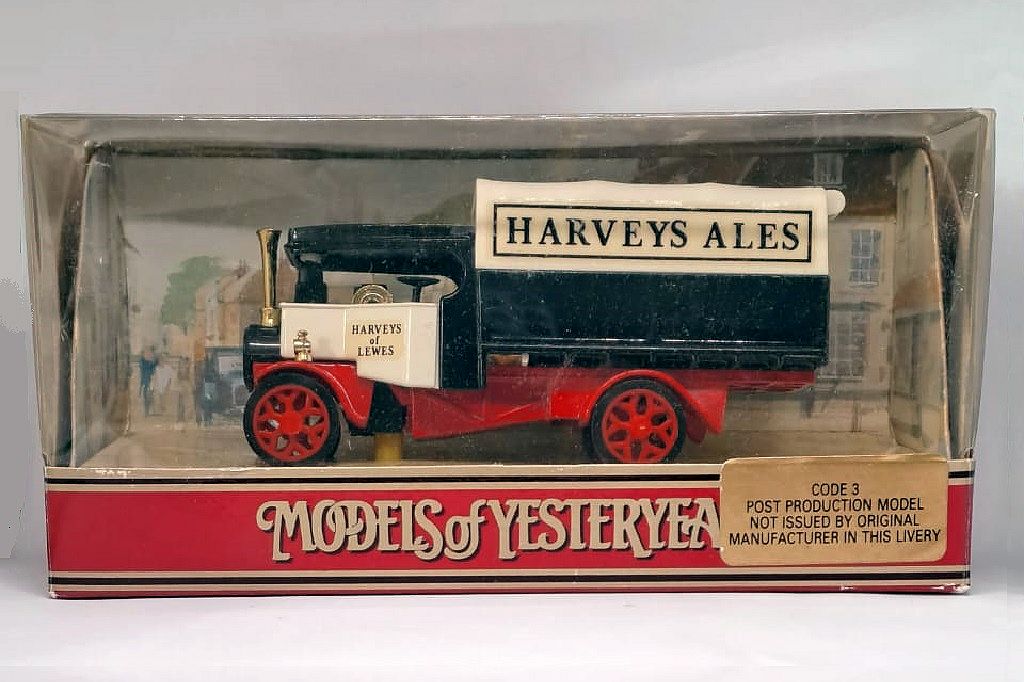 HARVEYS ALES
HARVEYS
of
LEWES
MODELS of YESTERYEA
CODE 3
POST PRODUCTION MODEL
NOT ISSUED BY ORIGINAL
MANUFACTURER IN THIS LIVERY